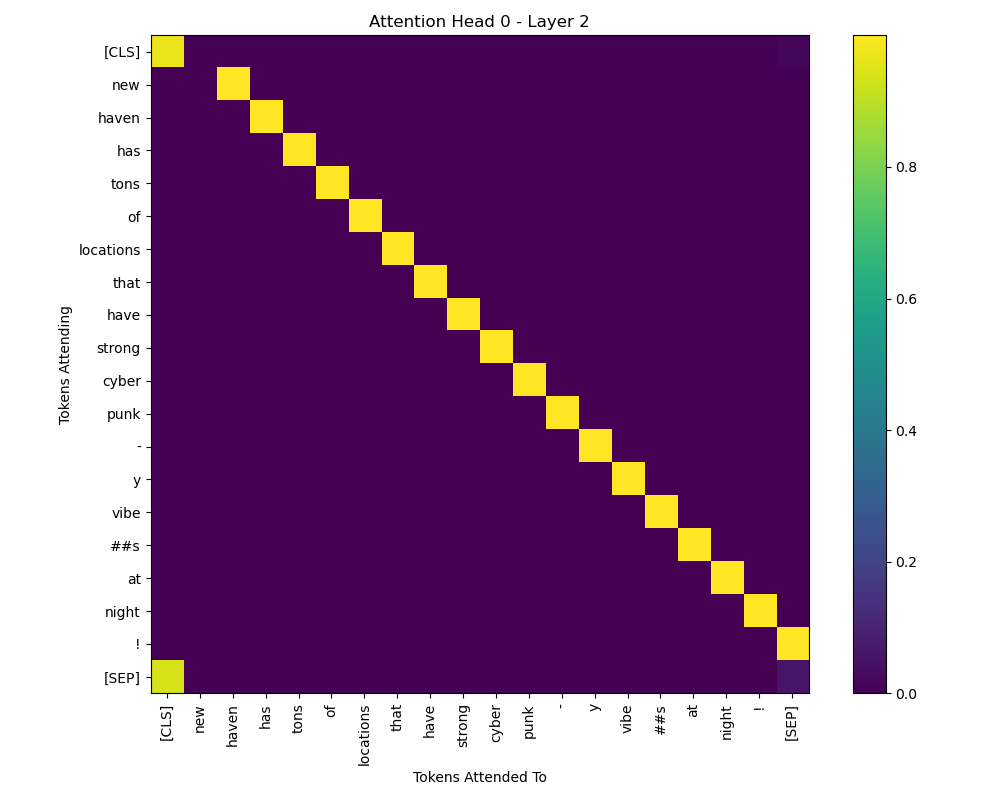 Attention Head 0 - Layer 2
Tokens Attending
[CLS]
new
haven
has
tons
of
locations
that
have
strong
cyber
punk
-
y
vibe
##s
at
night
!
[SEP]
[CLS]
new
haven
has
tons
of
locations
that
have
strong
cyber
punk
-
y
vibe
##s
at
night
!
[SEP]
Tokens Attended To
0.8
0.6
0.4
0.2
0.0